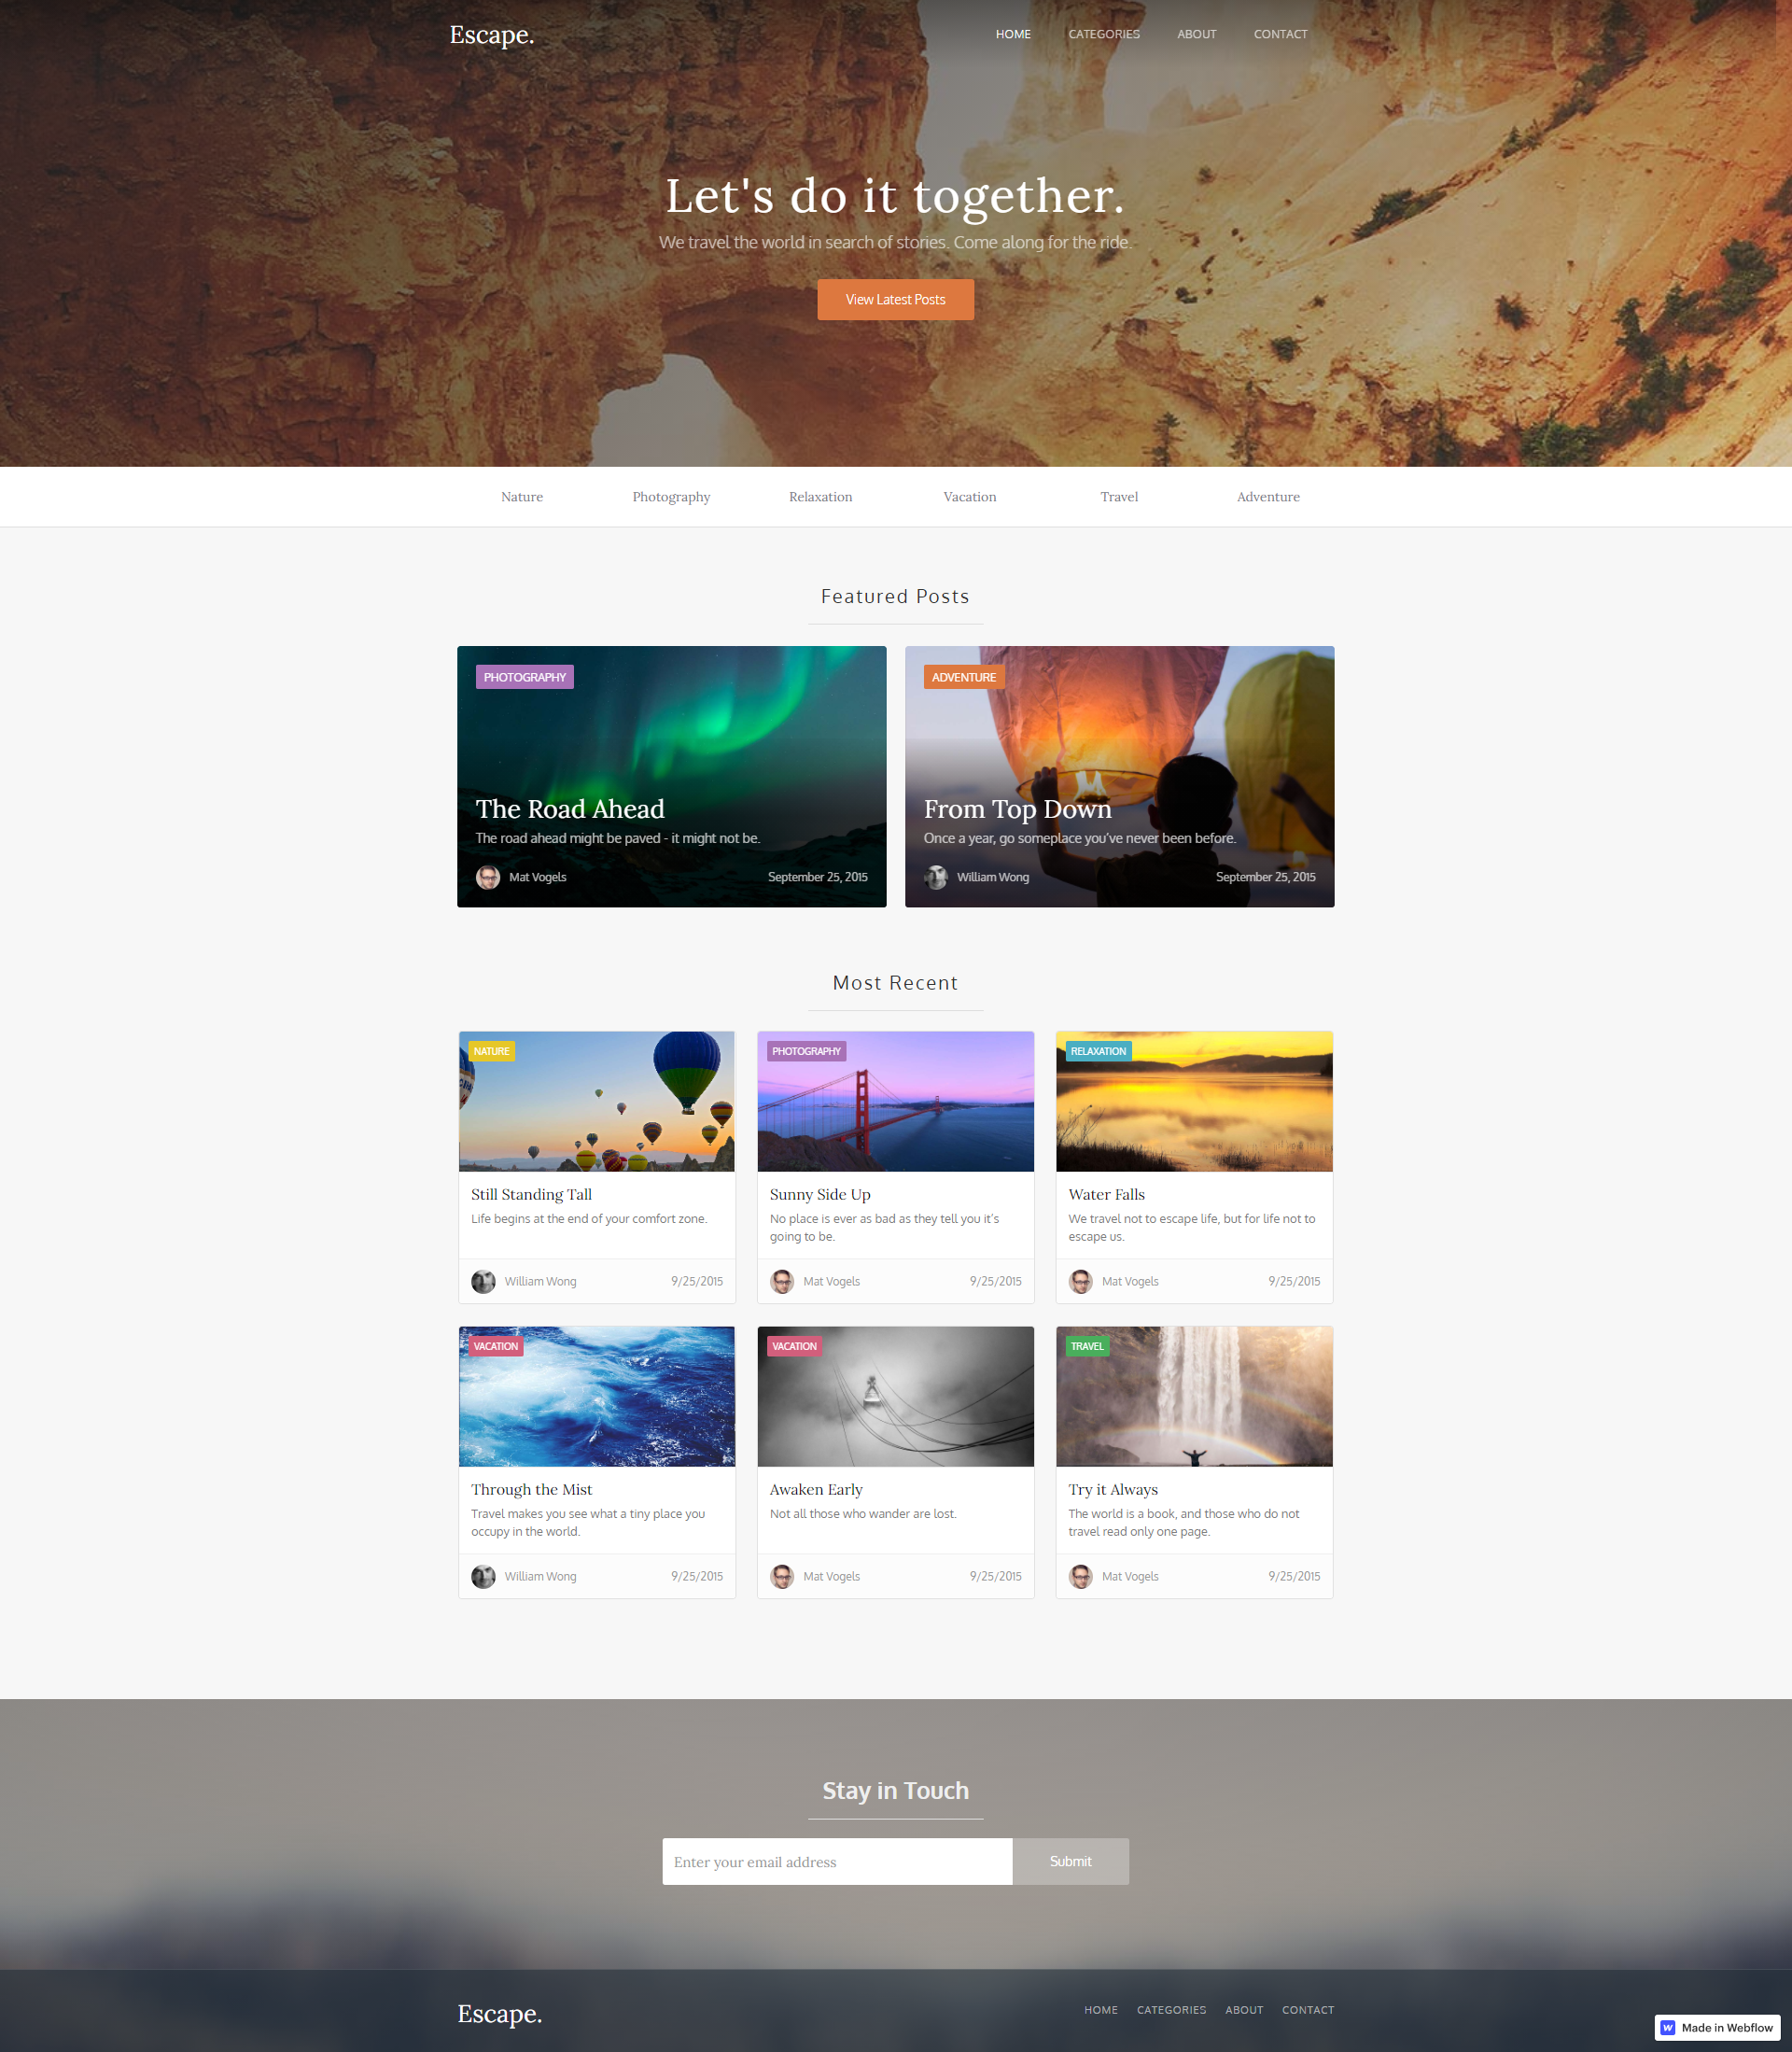 Escape.
HOME CATEGORIES ABOUT CONTACT
Let's do it together.
We travel the world in search of stories. Come along for the ride.
View Latest Posts
Nature Photography Relaxation Vacation Travel Adventure
Featured Posts
PHOTOGRAPHY
The Road Ahead
The road ahead might be paved - it might not be.
Mat Vogels September 25, 2015
ADVENTURE
From Top Down
Once a year, go someplace you’ve never been before.
William Wong September 25, 2015
Most Recent
NATURE
Still Standing Tall
Life begins at the end of your comfort zone.
William Wong 9/25/2015
PHOTOGRAPHY
Sunny Side Up
No place is ever as bad as they tell you it’s
going to be.
Mat Vogels 9/25/2015
RELAXATION
Water Falls
We travel not to escape life, but for life not to
escape us.
Mat Vogels 9/25/2015
VACATION
Through the Mist
Travel makes you see what a tiny place you
occupy in the world.
William Wong 9/25/2015
VACATION
Awaken Early
Not all those who wander are lost.
Mat Vogels 9/25/2015
TRAVEL
Try it Always
The world is a book, and those who do not
travel read only one page.
Mat Vogels 9/25/2015
Stay in Touch
Enter your email address
Submit
Escape.
HOME CATEGORIES ABOUT CONTACT
Made in Webflow